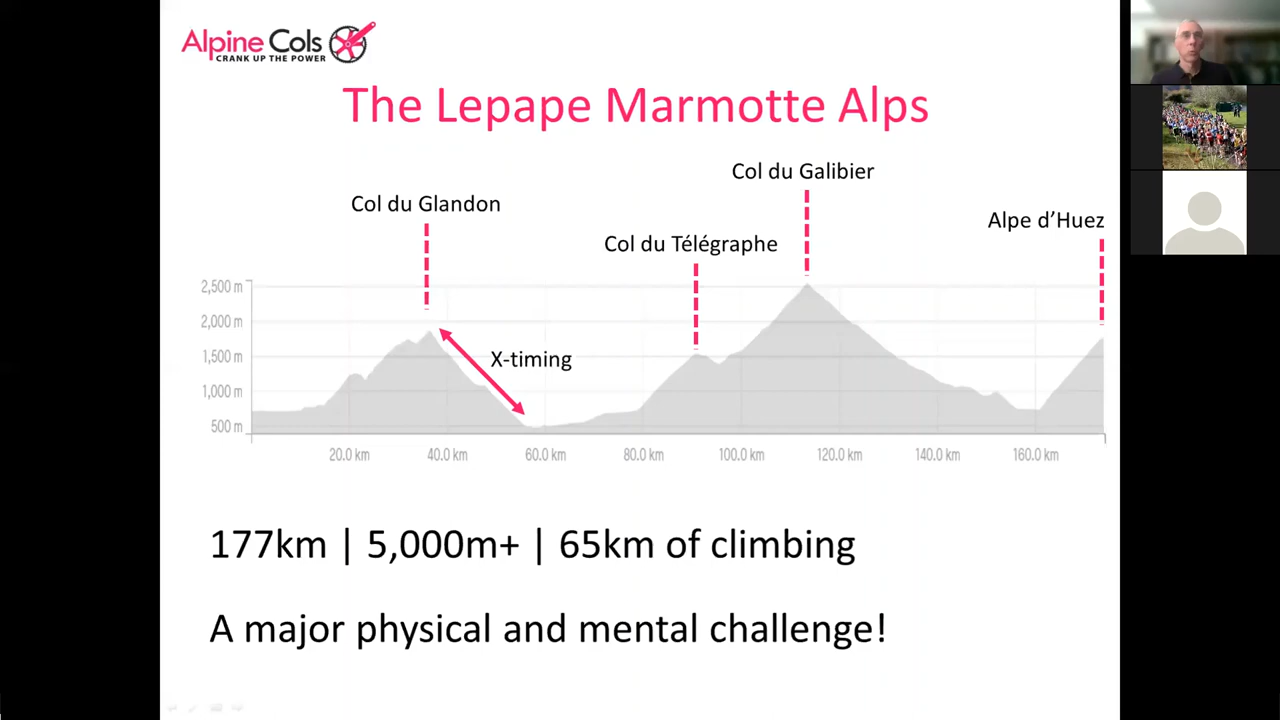 Alpine Cols
CRANK UP THE POWER
The Lepape Marmotte Alps
Col du Galibier
Col du Glandon
Alpe d'Huez
Col du Télégraphe
2,500 m
2,000 m
1,500 m
X-timing
1,000 m
500 m
20.0 km 40.0 km 60.0 km 80.0 km 100.0 km 120.0 km 140.0 km 160.0 km
177km | 5,000m+ | 65km of climbing
A major physical and mental challenge!